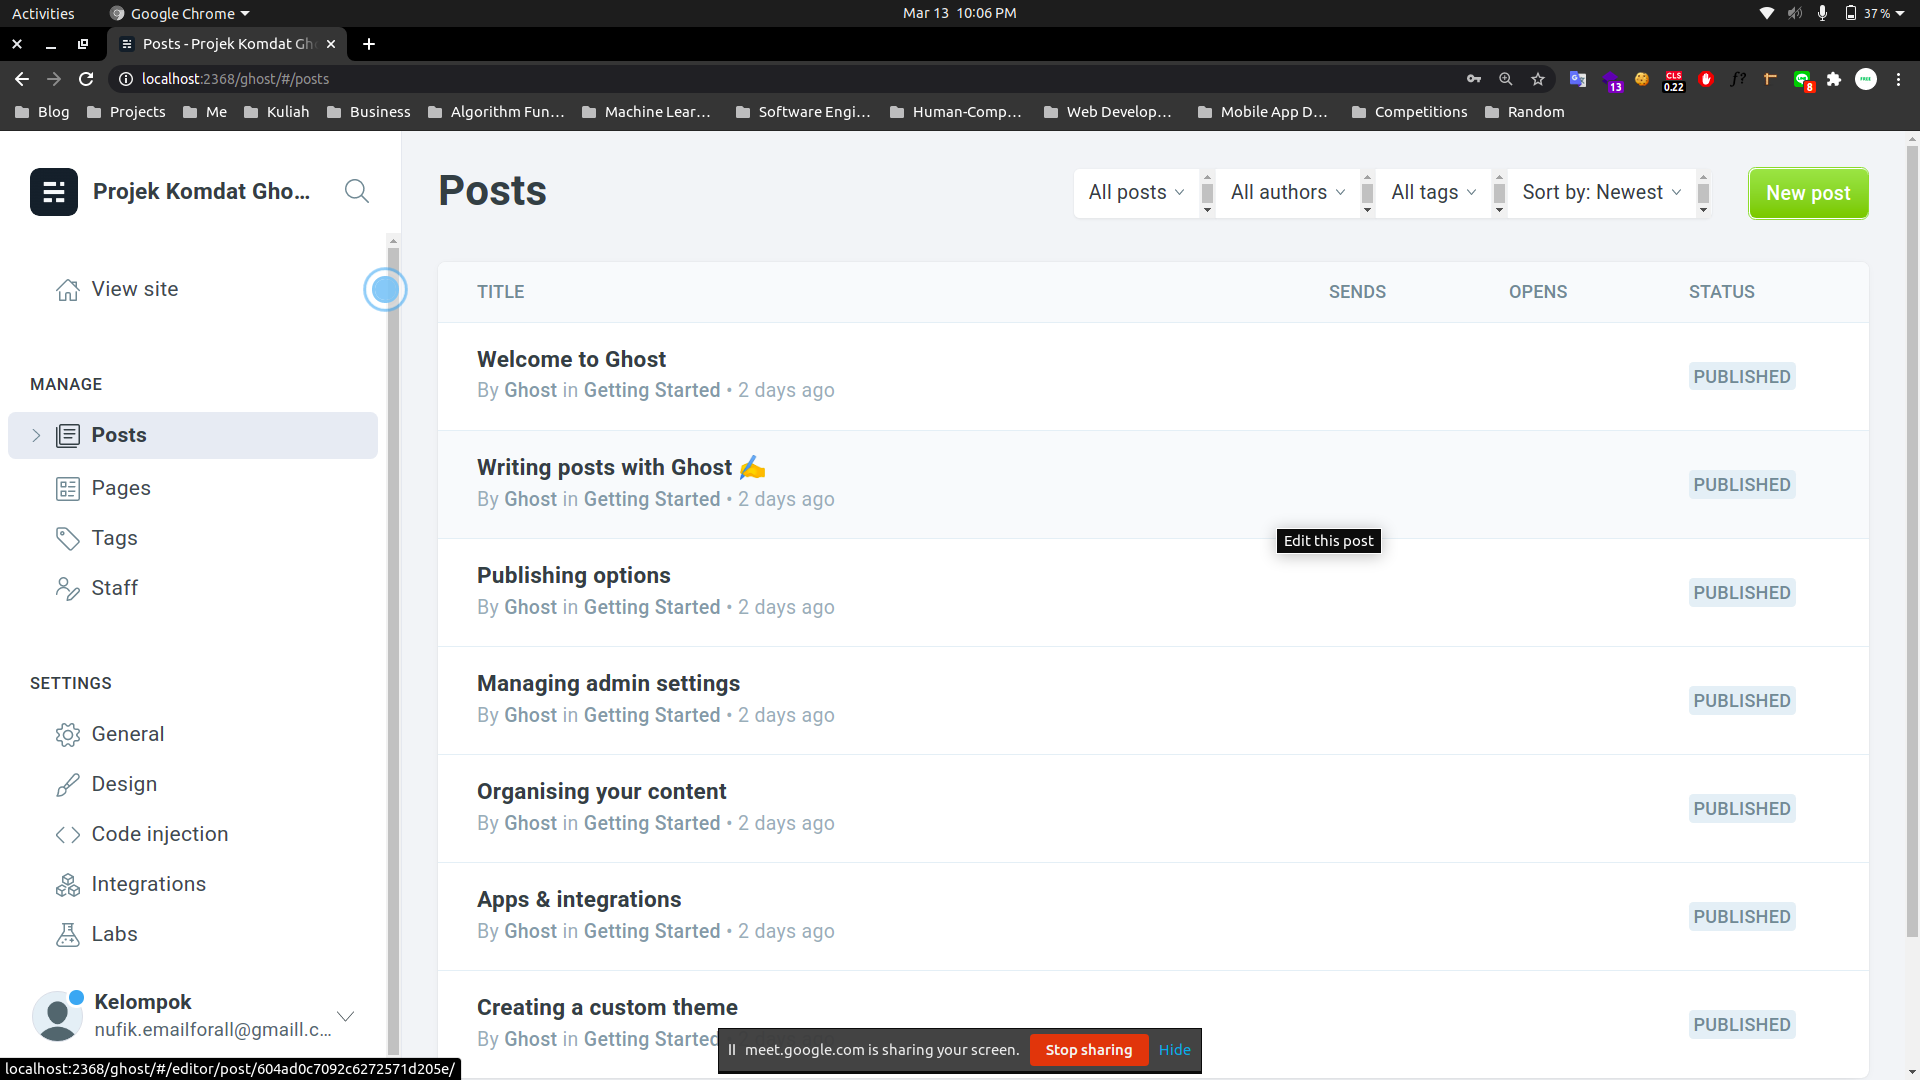 Activities
Google Chrome
Mar 13 10:06 PM
37 %
Posts - Projek Komdat Gh
localhost:2368/ghost/#/posts
13
CLS
0.22
f?
8
FREE
Blog
Projects
Me
Kuliah
Business
Algorithm Fun...
Machine Lear...
Software Engi...
Human-Comp...
Web Develop...
Mobile App D...
Competitions
Random
Projek Komdat Gho...
View site
MANAGE
Posts
Pages
Tags
Staff
SETTINGS
General
Design
Code injection
Integrations
Labs
Kelompok
nufik.emailforall@gmaill.c...
localhost:2368/ghost/#/editor/post/604ad0c7092c6272571d205e/
Posts
All posts
All authors
All tags
Sort by: Newest
New post
TITLE SENDS OPENS STATUS
Welcome to Ghost
By Ghost in Getting Started • 2 days ago
PUBLISHED
Writing posts with Ghost ✍️
By Ghost in Getting Started • 2 days ago
PUBLISHED
Edit this post
Publishing options
By Ghost in Getting Started • 2 days ago
PUBLISHED
Managing admin settings
By Ghost in Getting Started • 2 days ago
PUBLISHED
Organising your content
By Ghost in Getting Started • 2 days ago
PUBLISHED
Apps & integrations
By Ghost in Getting Started • 2 days ago
PUBLISHED
Creating a custom theme
By Ghost in Getting Started
PUBLISHED
meet.google.com is sharing your screen.
Stop sharing
Hide